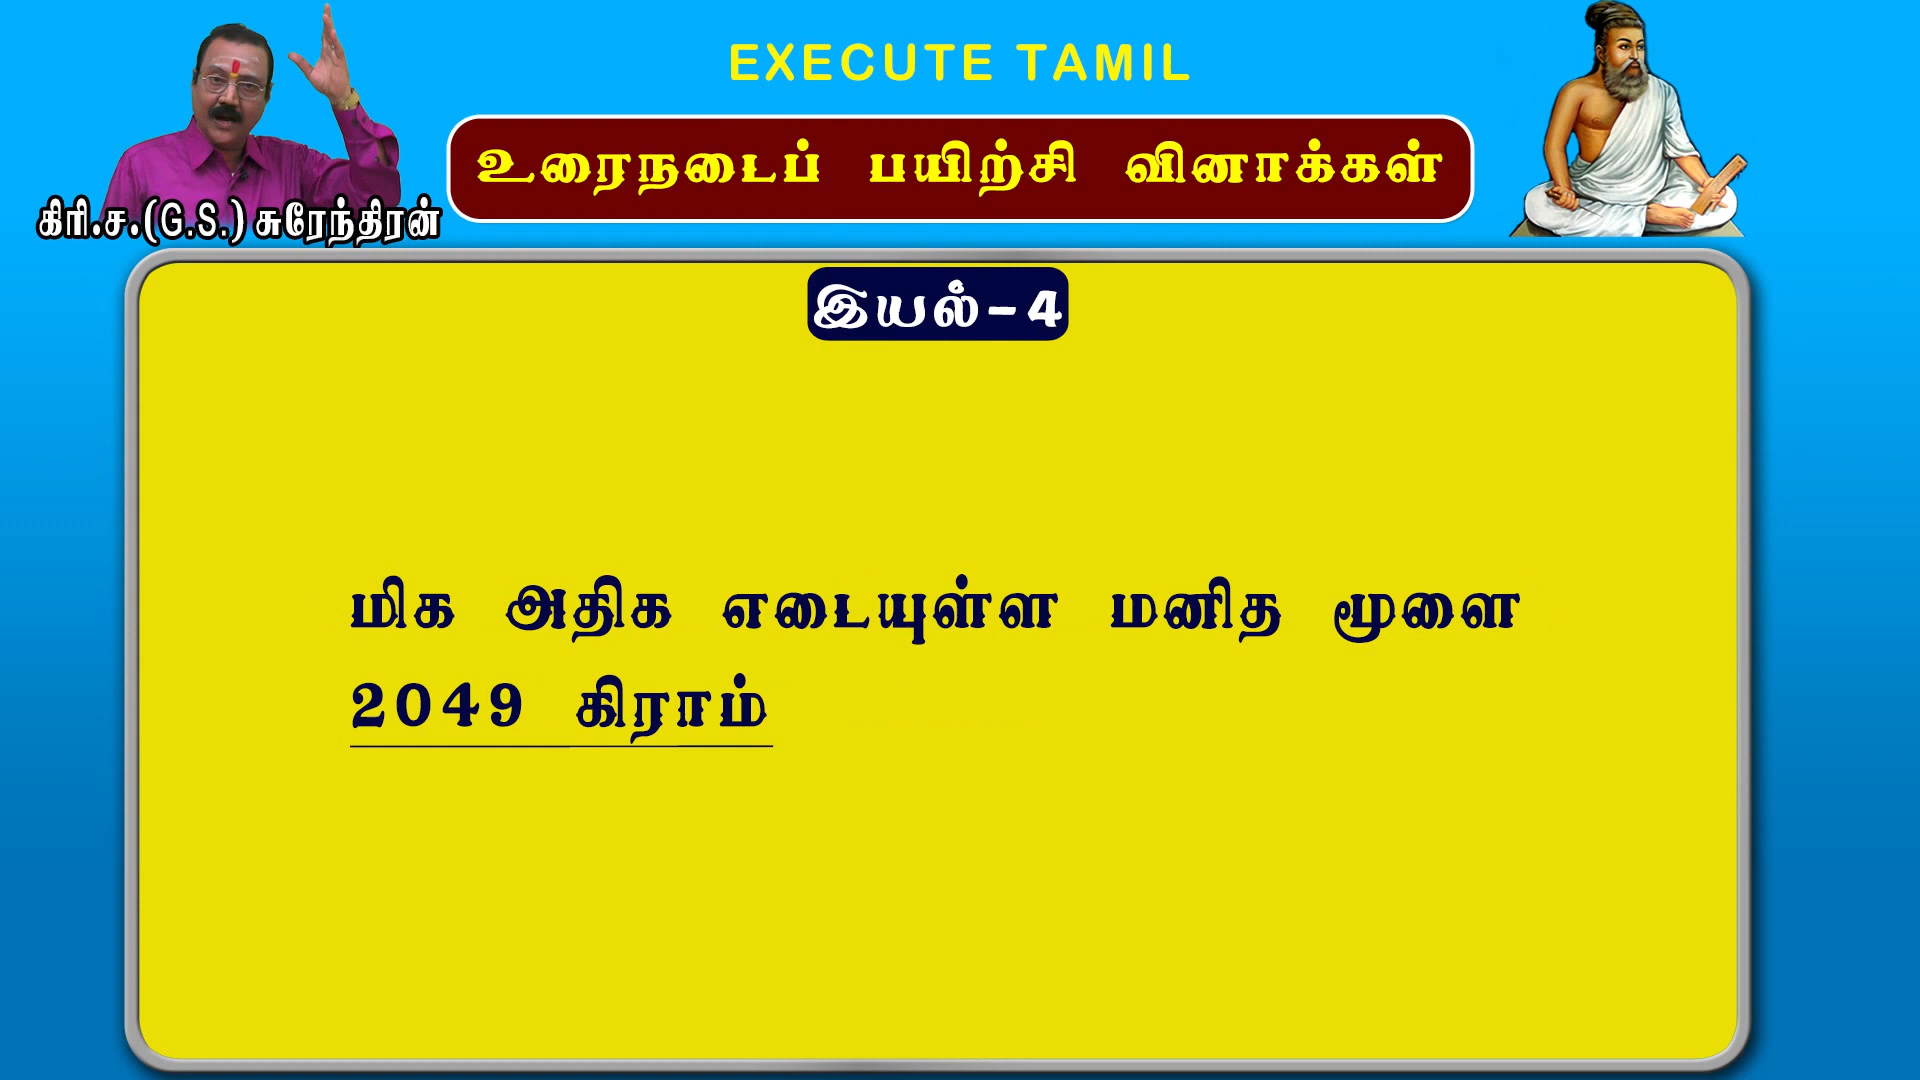 EXECUTE TAMIL
உரைநடைப் பயிற்சி வினாக்கள்
கிரி.ச.(G.S.) சுரேந்திரன்
இயல்-4
மிக அதிக எடையுள்ள மனித மூளை
2049 கிராம்